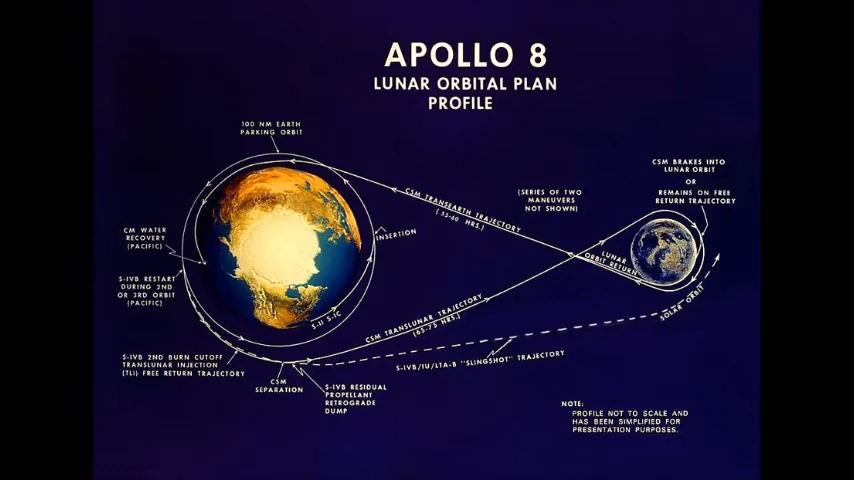 APOLLO 8
LUNAR ORBITAL PLAN
PROFILE
100 NM EARTH
PARKING ORBIT
CSM BRAKES INTO
LUNAR ORBIT
OR
REMAINS ON FREE
RETURN TRAJECTORY
CSM TRANSEARTH TRAJECTORY
(55-60 HRS.)
(SERIES OF TWO
MANEUVERS
NOT SHOWN)
CM WATER
RECOVERY
(PACIFIC)
INSERTION
LUNAR
ORBIT RETURN
S-IVB RESTART
DURING 2ND
OR 3RD ORBIT
(PACIFIC)
S-II S-IC
CSM TRANSLUNAR TRAJECTORY
(65-75 HRS.)
SOLAR ORBIT
S-IVB/IU/LTA-B "SLINGSHOT" TRAJECTORY
S-IVB 2ND BURN CUTOFF
TRANSLUNAR INJECTION
(TLI) FREE RETURN TRAJECTORY
CSM
SEPARATION
S-IVB RESIDUAL
PROPELLANT
RETROGRADE
DUMP
NOTE:
PROFILE NOT TO SCALE AND
HAS BEEN SIMPLIFIED FOR
PRESENTATION PURPOSES.